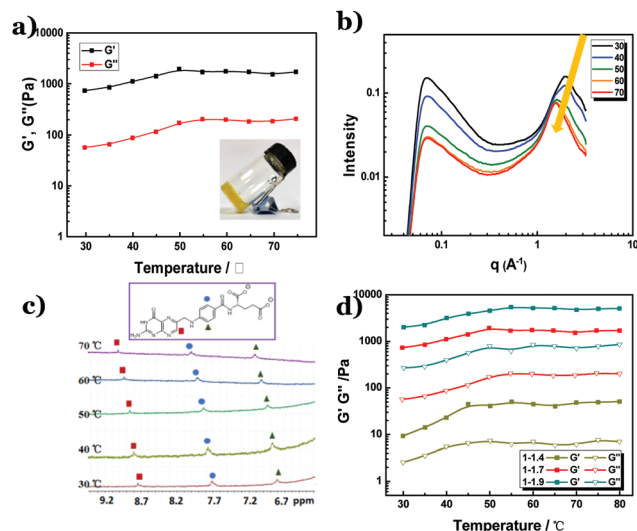 a)
10000
1000
100
10
1
G', G''(Pa)
G'
G''
30 40 50 60 70 80
Temperature / □
b)
0.1
0.01
Intensity
30
40
50
60
70
0.1 1 10
q (A⁻¹)
c)
70 ℃
60 ℃
50 ℃
40 ℃
30 ℃
9.2 8.7 8.2 7.7 7.2 6.7 ppm
d)
100000
10000
1000
100
10
1
G' G'' /Pa
1-1.4 G' G''
1-1.7 G' G''
1-1.9 G' G''
30 40 50 60 70 80
Temperature / ℃